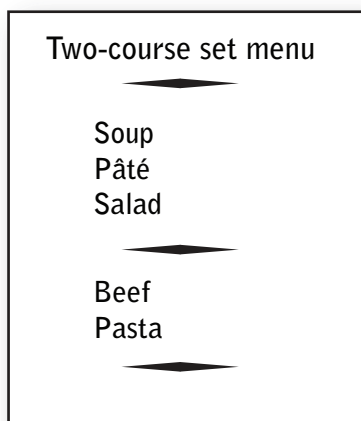 Two-course set menu
Soup
Pâté
Salad
Beef
Pasta